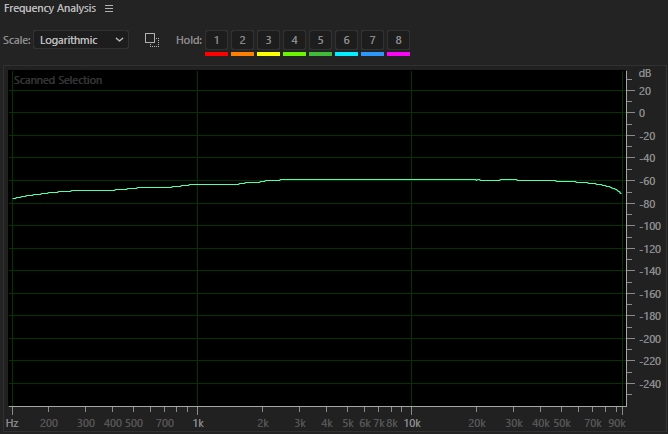 Frequency Analysis
Scale: Logarithmic Hold: 1 2 3 4 5 6 7 8
Scanned Selection
dB
20
0
-20
-40
-60
-80
-100
-120
-140
-160
-180
-200
-220
-240
Hz 200 300 400 500 700 1k 2k 3k 4k 5k 6k 7k 8k 10k 20k 30k 40k 50k 70k 90k